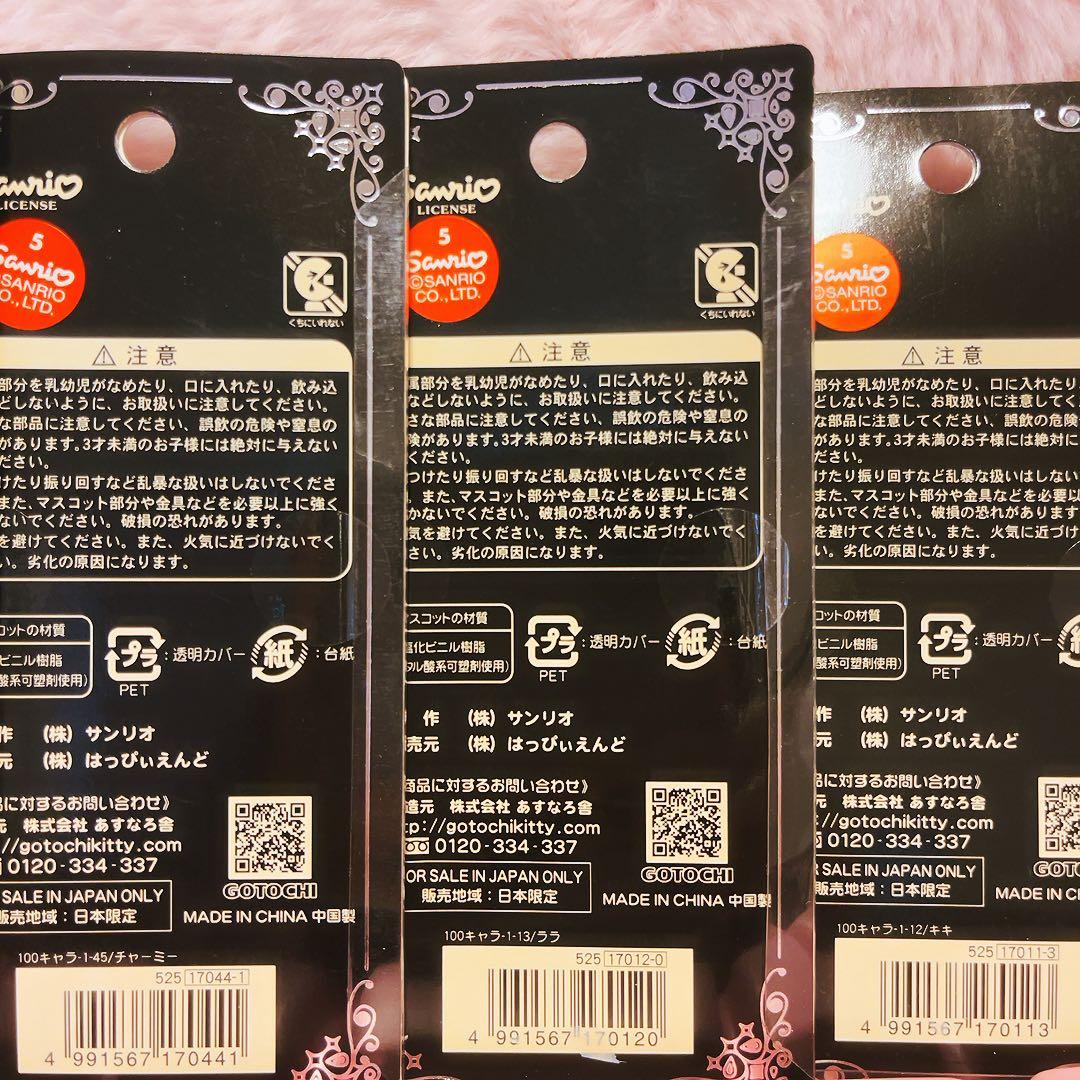 Sanrio
LICENSE
5
Sanrio
©SANRIO
CO.,LTD.
くちにいれない
⚠ 注意
部分を乳幼児がなめたり、口に入れたり、飲み込
どしないように、お取扱いに注意してください。
な部品に注意してください、誤飲の危険や窒息の
があります。3才未満のお子様には絶対に与えない
ださい。
けたり振り回すなど乱暴な扱いはしないでくださ
また、マスコット部分や金具などを必要以上に強く
ないでください。破損の恐れがあります。
を避けてください。また、火気に近づけないでく
い。劣化の原因になります。
コットの材質
ビニル樹脂
酸系可塑剤使用)
プラ
:透明カバー
紙
:台紙
PET
作 (株) サンリオ
元 (株) はっぴぃえんど
品に対するお問い合わせ》
元 株式会社 あすなろ舎
//gotochikitty.com
0120-334-337
SALE IN JAPAN ONLY
販売地域:日本限定
GOTOCHI
MADE IN CHINA 中国製
100キャラ-1-45/チャーミー
525 17044-1
4 991567 170441
Sanrio
LICENSE
5
Sanrio
©SANRIO
CO.,LTD.
くちにいれない
⚠ 注意
属部分を乳幼児がなめたり、口に入れたり、飲み込
などしないように、お取扱いに注意してください。
さな部品に注意してください、誤飲の危険や窒息の
険があります。3才未満のお子様には絶対に与えない
ださい。
つけたり振り回すなど乱暴な扱いはしないでくださ
。また、マスコット部分や金具などを必要以上に強く
かないでください。破損の恐れがあります。
気を避けてください。また、火気に近づけないでく
さい。劣化の原因になります。
マスコットの材質
塩化ビニル樹脂
タル酸系可塑剤使用)
プラ
:透明カバー
紙
:台紙
PET
作 (株) サンリオ
売元 (株) はっぴぃえんど
商品に対するお問い合わせ》
造元 株式会社 あすなろ舎
tp://gotochikitty.com
0120-334-337
OR SALE IN JAPAN ONLY
販売地域:日本限定
GOTOCHI
MADE IN CHINA 中国製
100キャラ-1-13/ララ
525 17012-0
4 991567 170120
5
Sanrio
©SANRIO
CO.,LTD.
⚠ 注意
部分を乳幼児がなめたり、口に入れたり、
どしないように、お取扱いに注意してくだ
な部品に注意してください、誤飲の危険
があります。3才未満のお子様には絶対に
ださい。
けたり振り回すなど乱暴な扱いはしない
また、マスコット部分や金具などを必要以
ないでください。破損の恐れがあります。
を避けてください。また、火気に近づけ
い。劣化の原因になります。
コットの材質
ビニル樹脂
酸系可塑剤使用)
プラ
:透明カバー
PET
作 (株) サンリオ
元 (株) はっぴぃえんど
品に対するお問い合わせ》
元 株式会社 あすなろ舎
://gotochikitty.com
0120-334-337
SALE IN JAPAN ONLY
販売地域:日本限定
GOTO
MADE IN CHINA
100キャラ-1-12/キキ
525 17011-3
4 991567 170113